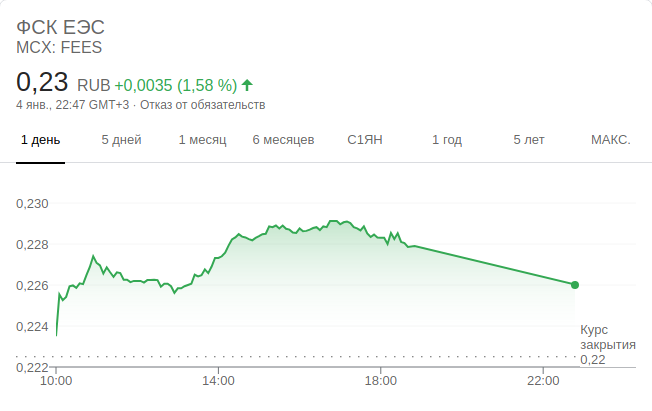 ФСК ЕЭС
MCX: FEES
0,23 RUB +0,0035 (1,58 %)
4 янв., 22:47 GMT+3 · Отказ от обязательств
1 день 5 дней 1 месяц 6 месяцев С1ЯН 1 год 5 лет МАКС.
0,230
0,228
0,226
0,224
0,222
Курс
закрытия
0,22
10:00 14:00 18:00 22:00